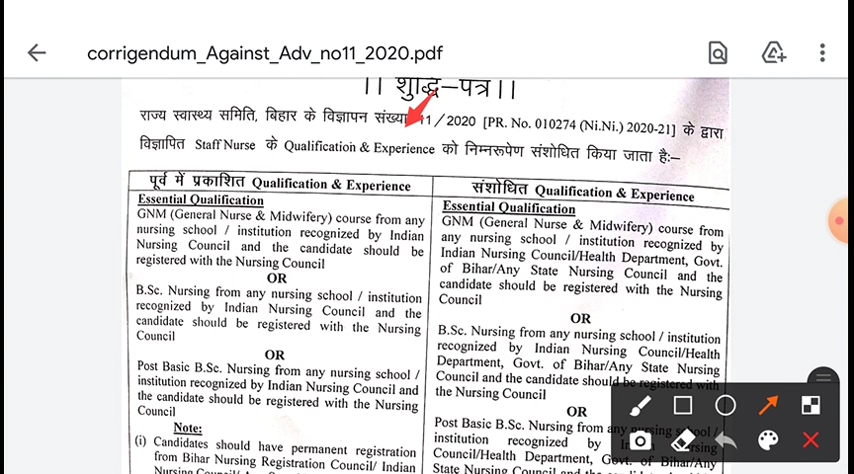 corrigendum_Against_Adv_no11_2020.pdf
।। शुद्धि-पत्र ।।
राज्य स्वास्थ्य समिति, बिहार के विज्ञापन संख्या 11/2020 [PR. No. 010274 (Ni.Ni.) 2020-21] के द्वारा
विज्ञापित Staff Nurse के Qualification & Experience को निम्नरूपेण संशोधित किया जाता है:–
पूर्व में प्रकाशित Qualification & Experience
Essential Qualification
GNM (General Nurse & Midwifery) course from any
nursing school / institution recognized by Indian
Nursing Council and the candidate should be
registered with the Nursing Council
OR
B.Sc. Nursing from any nursing school / institution
recognized by Indian Nursing Council and the
candidate should be registered with the Nursing
Council
OR
Post Basic B.Sc. Nursing from any nursing school /
institution recognized by Indian Nursing Council and
the candidate should be registered with the Nursing
Council
Note:
(i) Candidates should have permanent registration
from Bihar Nursing Registration Council/ Indian
Nursing Council/
संशोधित Qualification & Experience
Essential Qualification
GNM (General Nurse & Midwifery) course from
any nursing school / institution recognized by
Indian Nursing Council/Health Department, Govt.
of Bihar/Any State Nursing Council and the
candidate should be registered with the Nursing
Council
OR
B.Sc. Nursing from any nursing school / institution
recognized by Indian Nursing Council/Health
Department, Govt. of Bihar/Any State Nursing
Council and the candidate should be registered with
the Nursing Council
OR
Post Basic B.Sc. Nursing from any nursing school /
institution recognized by Nursing
Council/Health Department, Govt. of Bihar/Any
State Nursing Council and the